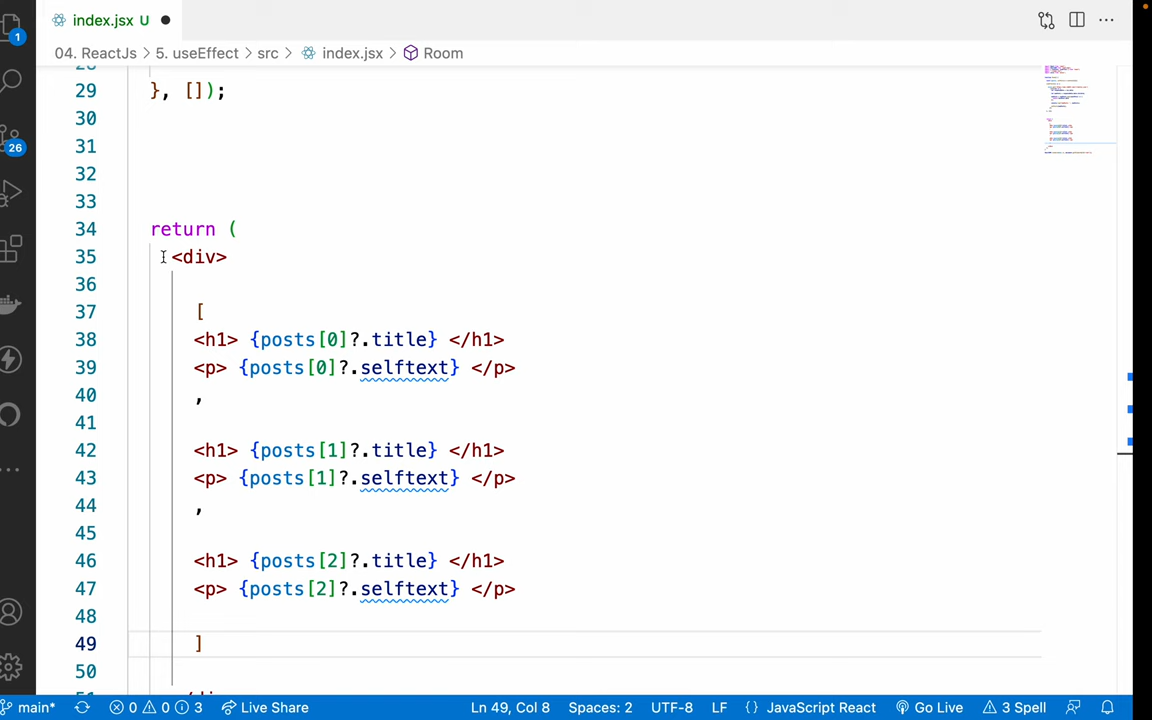 index.jsx U
04. ReactJs > 5. useEffect > src > index.jsx > Room
1
26
29 }, []);
30
31
32
33
34 return (
35 <div>
36
37 [
38 <h1> {posts[0]?.title} </h1>
39 <p> {posts[0]?.selftext} </p>
40 ,
41
42 <h1> {posts[1]?.title} </h1>
43 <p> {posts[1]?.selftext} </p>
44 ,
45
46 <h1> {posts[2]?.title} </h1>
47 <p> {posts[2]?.selftext} </p>
48
49 ]
50
main* 0 0 3 Live Share Ln 49, Col 8 Spaces: 2 UTF-8 LF {} JavaScript React Go Live 3 Spell